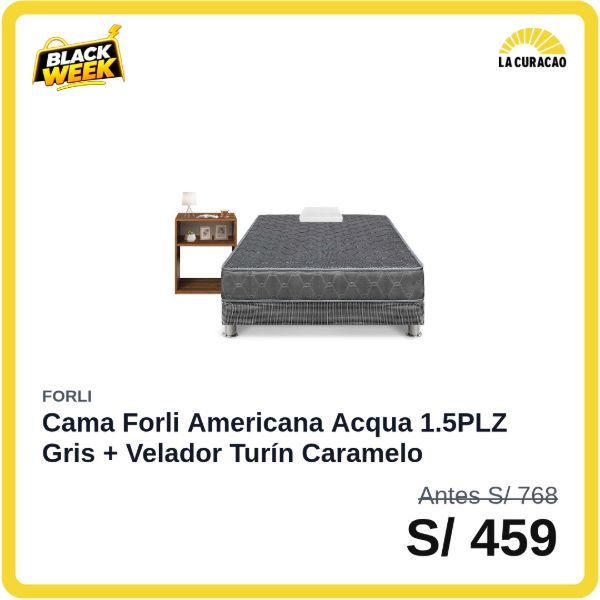 BLACK
WEEK
LA CURACAO
FORLI
Cama Forli Americana Acqua 1.5PLZ
Gris + Velador Turín Caramelo
Antes S/ 768
S/ 459